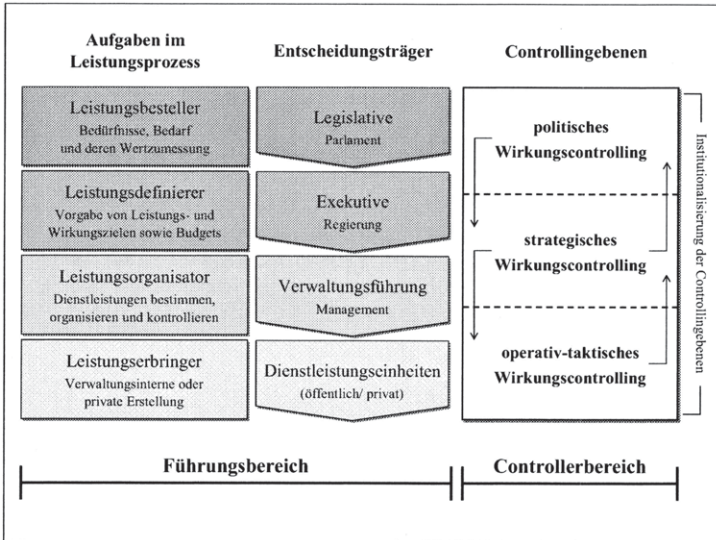 Aufgaben im
Leistungsprozess
Entscheidungsträger
Controllingebenen
Leistungsbesteller
Bedürfnisse, Bedarf
und deren Wertzumessung
Legislative
Parlament
Leistungsdefinierer
Vorgabe von Leistungs- und
Wirkungszielen sowie Budgets
Exekutive
Regierung
Leistungsorganisator
Dienstleistungen bestimmen,
organisieren und kontrollieren
Verwaltungsführung
Management
Leistungserbringer
Verwaltungsinterne oder
private Erstellung
Dienstleistungseinheiten
(öffentlich/ privat)
politisches
Wirkungscontrolling
strategisches
Wirkungscontrolling
operativ-taktisches
Wirkungscontrolling
Institutionalisierung der Controllingebenen
Führungsbereich
Controllerbereich